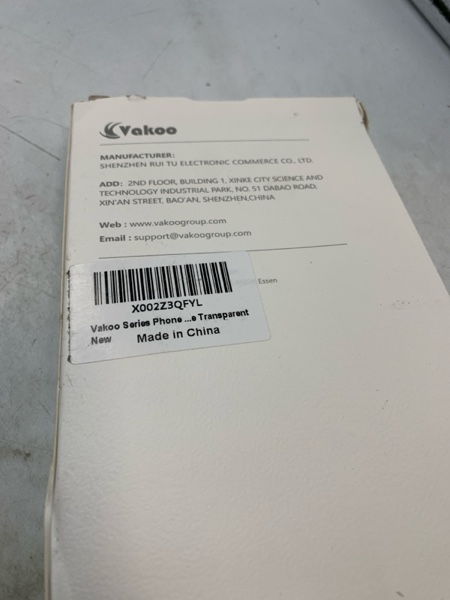 Vakoo
MANUFACTURER:
SHENZHEN RUI TU ELECTRONIC COMMERCE CO., LTD.
ADD: 2ND FLOOR, BUILDING 1, XINKE CITY SCIENCE AND
TECHNOLOGY INDUSTRIAL PARK, NO. 51 DABAO ROAD,
XIN'AN STREET, BAO'AN, SHENZHEN,CHINA
Web : www.vakoogroup.com
Email : support@vakoogroup.com
Essen
X002Z3QFYL
Vakoo Series Phone ...e Transparent
New
Made in China